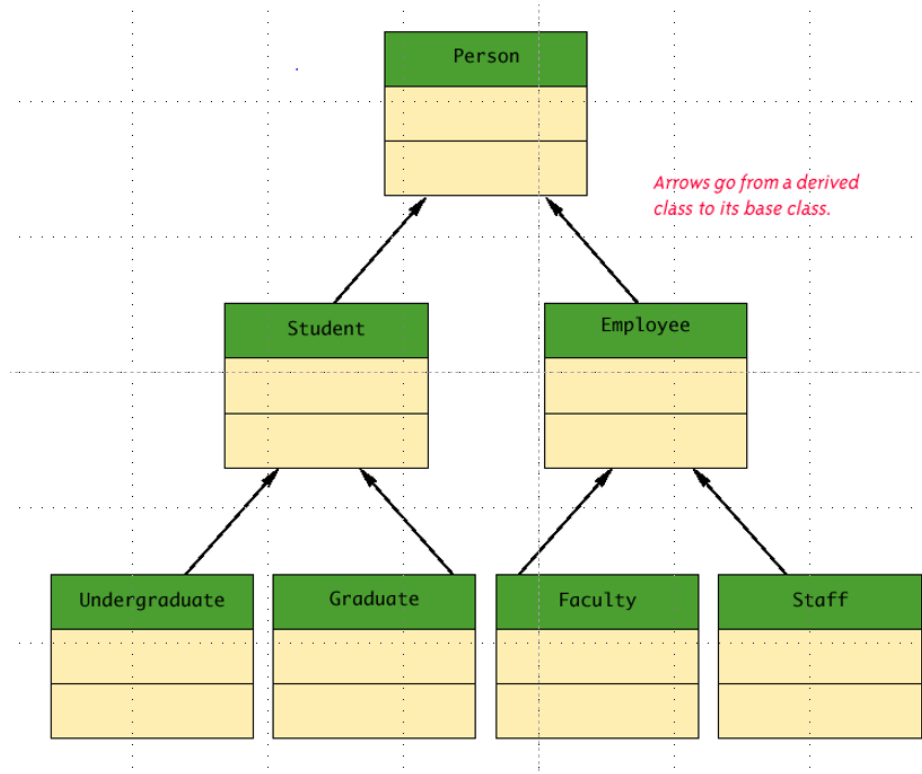 Person
Arrows go from a derived
class to its base class.
Student
Employee
Undergraduate
Graduate
Faculty
Staff